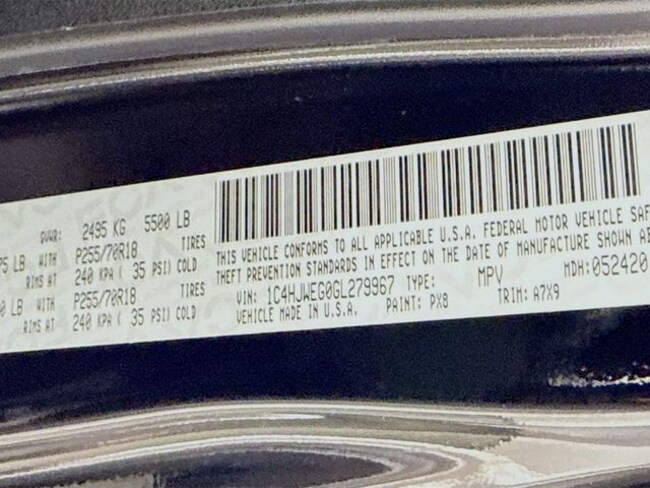 GVWR: 2495 KG 5500 LB
LB WITH P255/70R18 TIRES
RIMS AT 240 KPA ( 35 PSI) COLD
LB WITH P255/70R18 TIRES
RIMS AT 240 KPA ( 35 PSI) COLD
THIS VEHICLE CONFORMS TO ALL APPLICABLE U.S.A. FEDERAL MOTOR VEHICLE SAF
THEFT PREVENTION STANDARDS IN EFFECT ON THE DATE OF MANUFACTURE SHOWN AB
VIN: 1C4HJWEG0GL279967 TYPE: MPV MDH:052420
VEHICLE MADE IN U.S.A. PAINT: PX8 TRIM: A7X9